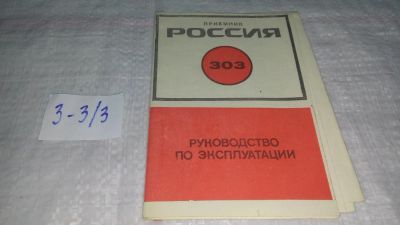 ПРИЕМНИК
РОССИЯ
303
РУКОВОДСТВО
ПО ЭКСПЛУАТАЦИИ
3-3/3